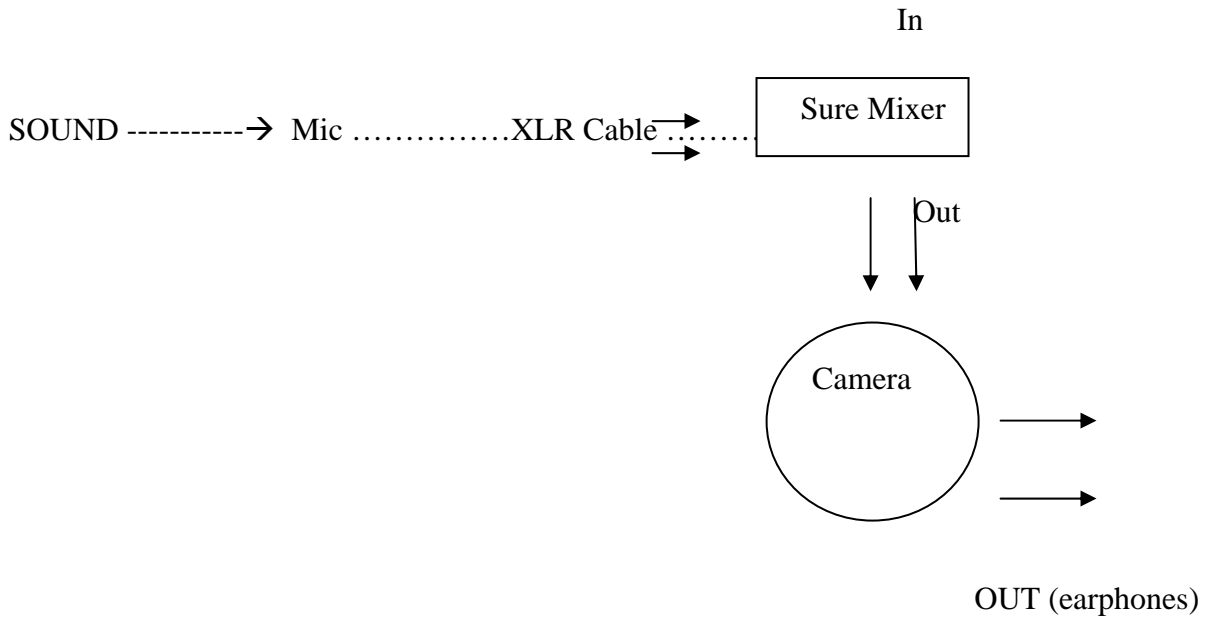 In
Sure Mixer
SOUND -----------→ Mic ……………XLR Cable ………
Out
Camera
OUT (earphones)